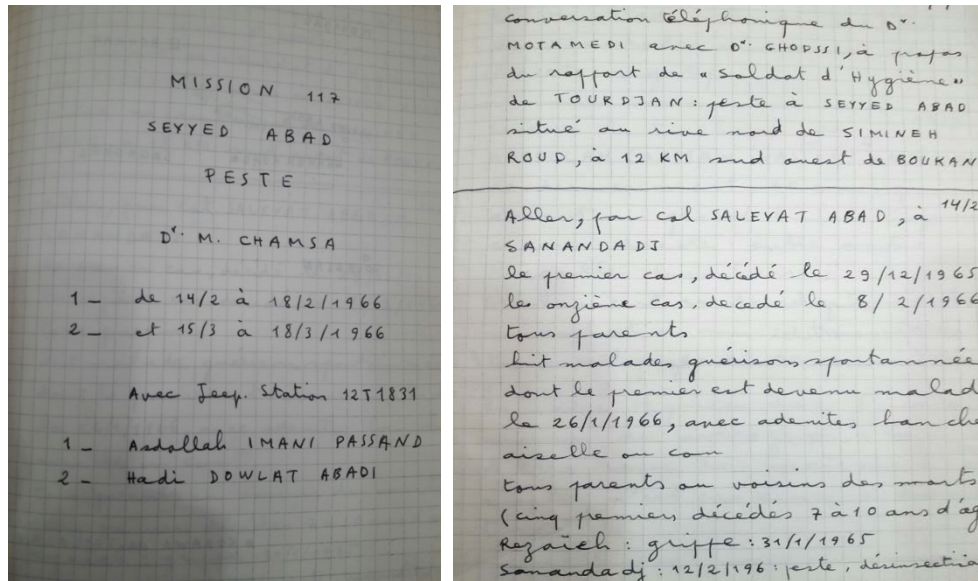 MISSION 117
SEYYED ABAD
PESTE
Dr. M. CHAMSA
1 - de 14/2 à 18/2/1966
2 - et 15/3 à 18/3/1966
Avec Jeep. Station 12T1831
1 - Asdollah IMANI PASSAND
2 - Hadi DOWLAT ABADI
conversation téléphonique du Dr.
MOTAMEDI avec Dr. GHODSSI, à propos
du rapport de "Soldat d'Hygiène"
de TOURDJAN: peste à SEYYED ABAD
situé au rive nord de SIMINEH
ROUD, à 12 KM sud ouest de BOUKAN
14/2
Aller, par col SALEVAT ABAD, à
SANANDADJ
le premier cas, décédé le 29/12/1965
les onzième cas, decedé le 8/2/1966
tous parents
huit malades guérisons spontannée
dont le premier est devenu malad
le 26/1/1966, avec adenites hanche
aiselle ou cou
tous parents ou voisins des morts
(cinq premiers décédés 7 à 10 ans d'âg
Rezaïeh: grippe: 31/1/1965
Sanandadj: 12/2/196: peste, désinsecti